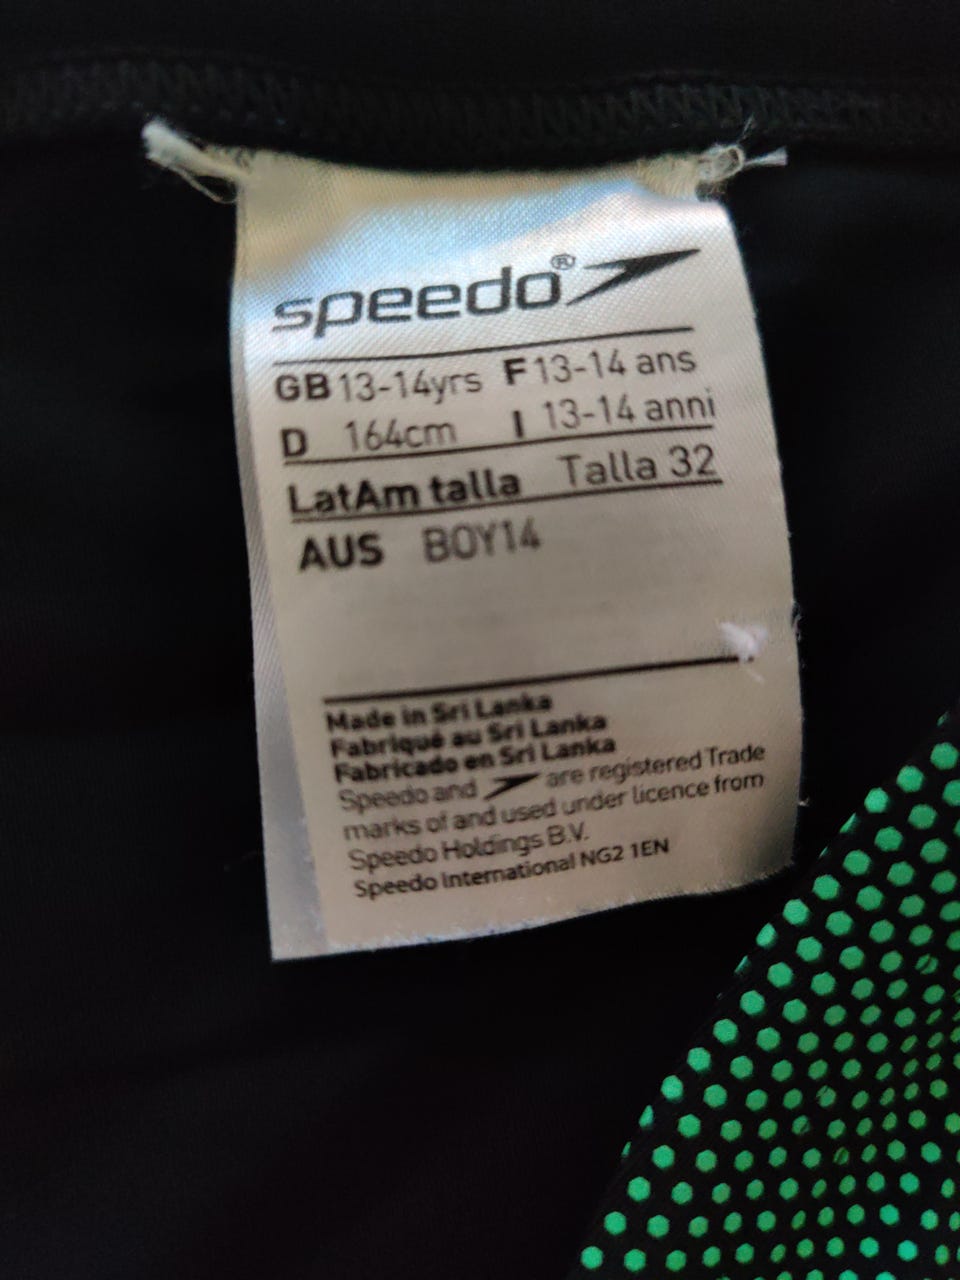 speedo®
GB 13-14yrs F 13-14 ans
D 164cm I 13-14 anni
LatAm talla Talla 32
AUS BOY14
Made in Sri Lanka
Fabriqué au Sri Lanka
Fabricado en Sri Lanka
Speedo and are registered Trade
marks of and used under licence from
Speedo Holdings B.V.
Speedo International NG2 1EN